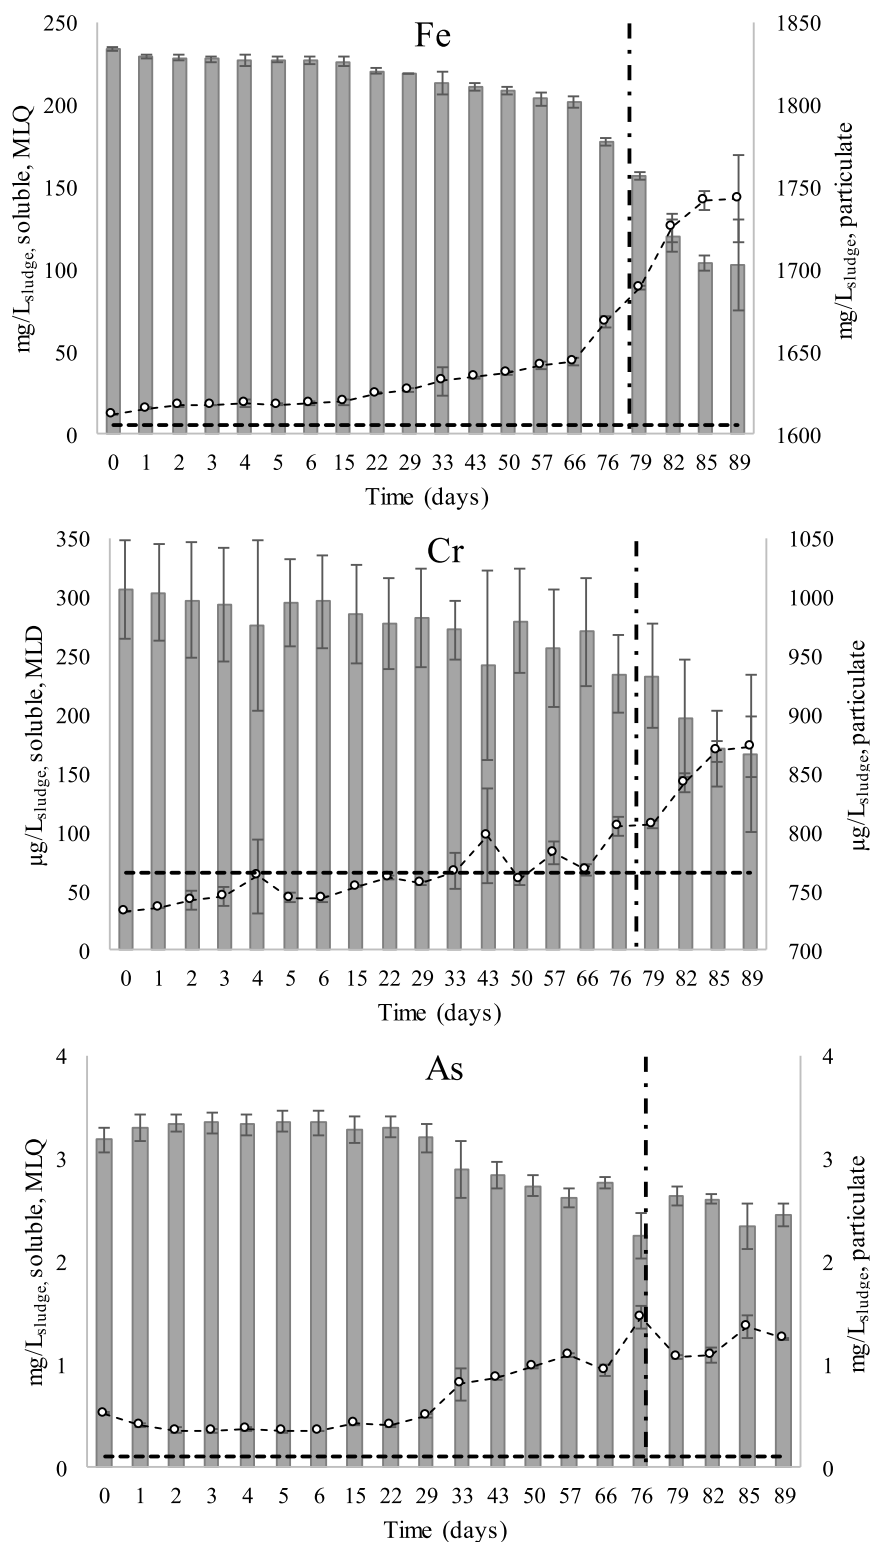 Fe
250
200
150
100
50
0
mg/Lsludge, soluble, MLQ
1850
1800
1750
1700
1650
1600
mg/Lsludge, particulate
0 1 2 3 4 5 6 15 22 29 33 43 50 57 66 76 79 82 85 89
Time (days)
Cr
350
300
250
200
150
100
50
0
µg/Lsludge, soluble, MLD
1050
1000
950
900
850
800
750
700
µg/Lsludge, particulate
0 1 2 3 4 5 6 15 22 29 33 43 50 57 66 76 79 82 85 89
Time (days)
As
4
3
2
1
0
mg/Lsludge, soluble, MLQ
4
3
2
1
0
mg/Lsludge, particulate
0 1 2 3 4 5 6 15 22 29 33 43 50 57 66 76 79 82 85 89
Time (days)